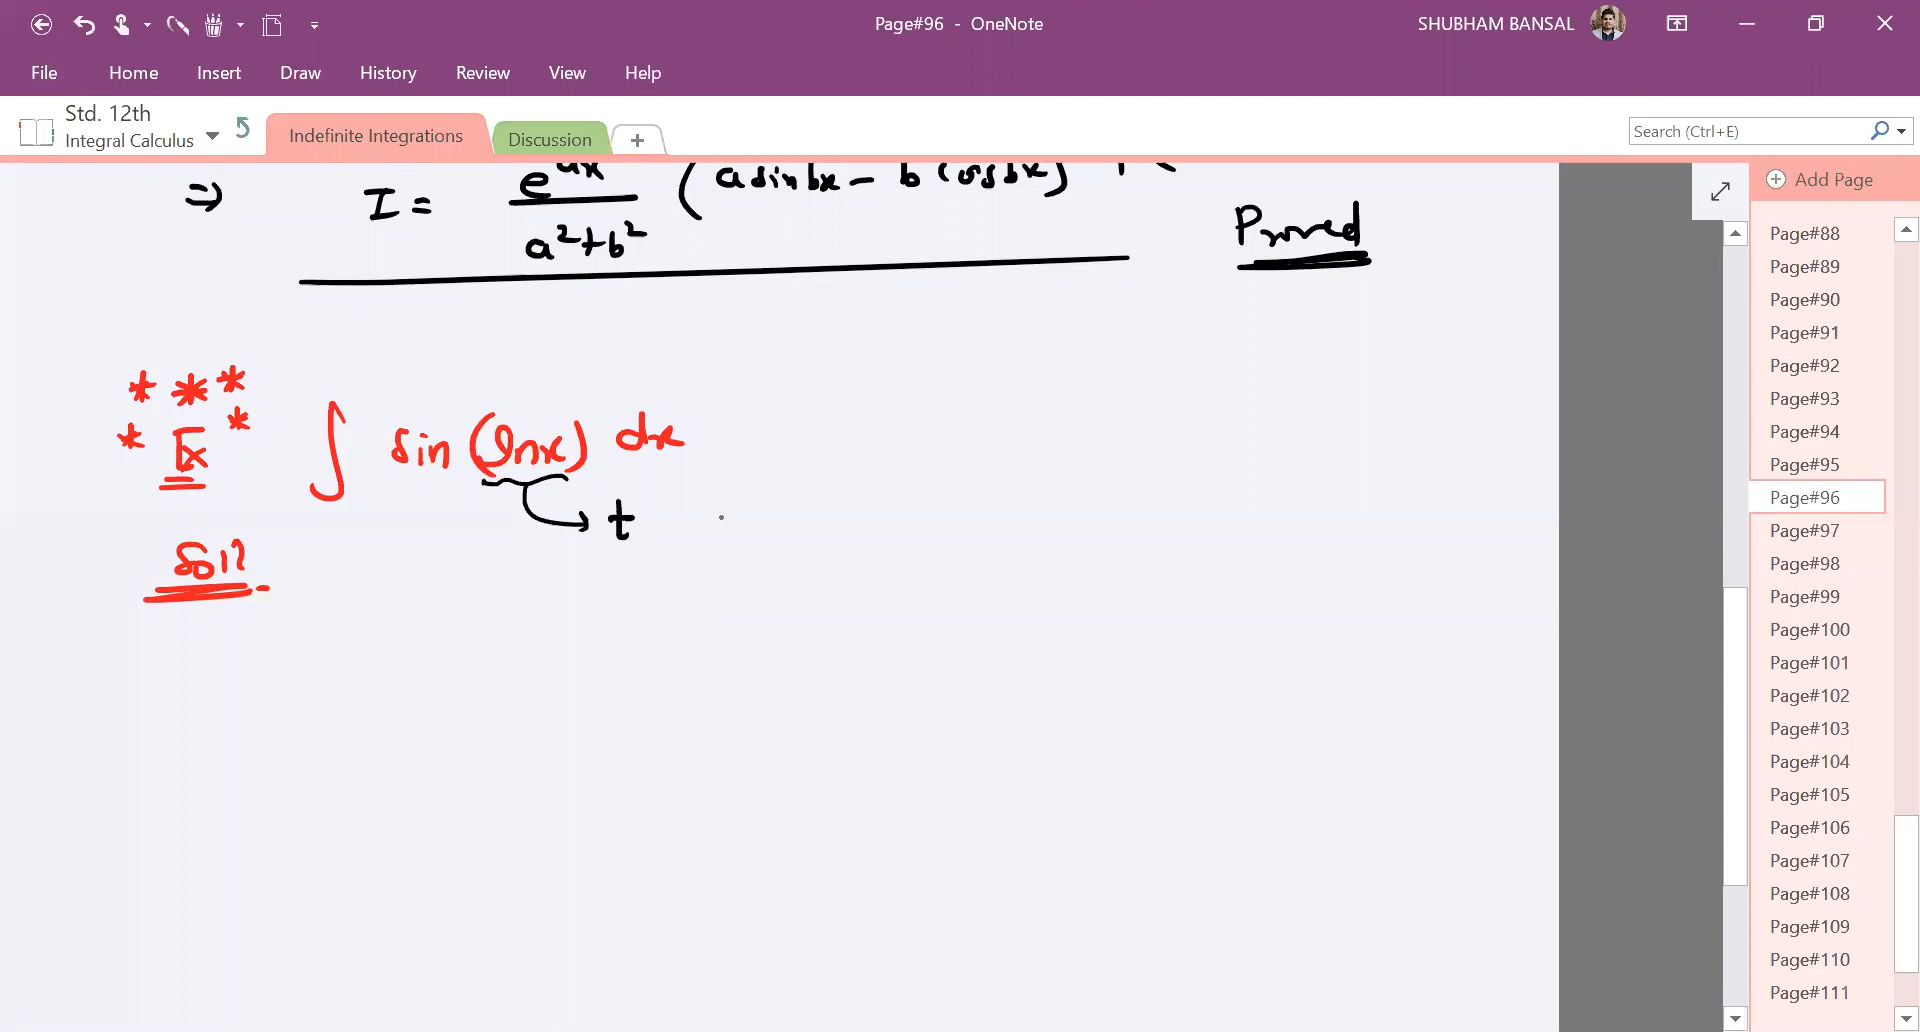 Page#96 - OneNote
SHUBHAM BANSAL
File Home Insert Draw History Review View Help
Std. 12th
Integral Calculus
Indefinite Integrations
Discussion
Search (Ctrl+E)
Add Page
⇒ I = e^ax / a²+b² (a sin bx - b cos bx)
Proved
Ex ∫ sin (ln x) dx
t
Soln
Page#88
Page#89
Page#90
Page#91
Page#92
Page#93
Page#94
Page#95
Page#96
Page#97
Page#98
Page#99
Page#100
Page#101
Page#102
Page#103
Page#104
Page#105
Page#106
Page#107
Page#108
Page#109
Page#110
Page#111